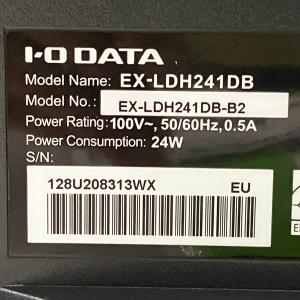 I-O DATA
Model Name: EX-LDH241DB
Model No.: EX-LDH241DB-B2
Power Rating: 100V~, 50/60Hz, 0.5A
Power Consumption: 24W
S/N:
128U208313WX EU